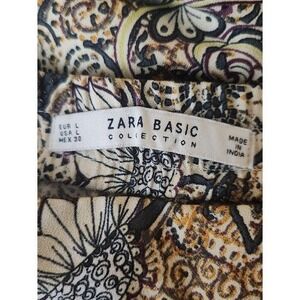 EUR L
USA L
MEX 30
ZARA BASIC
COLLECTION
MADE IN
INDIA